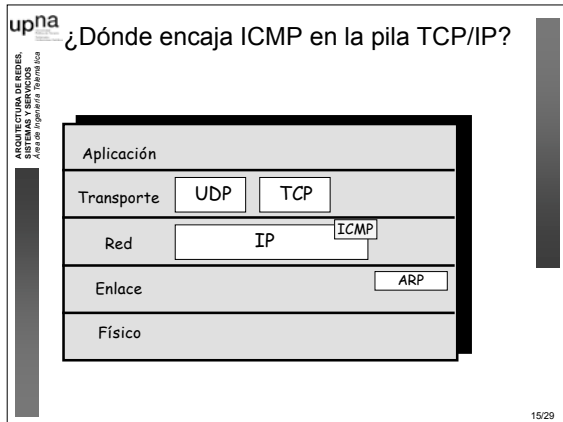 upna
¿Dónde encaja ICMP en la pila TCP/IP?
ARQUITECTURA DE REDES,
SISTEMAS Y SERVICIOS
Área de Ingeniería Telemática
Aplicación
Transporte UDP TCP
Red IP ICMP
Enlace ARP
Físico
15/29